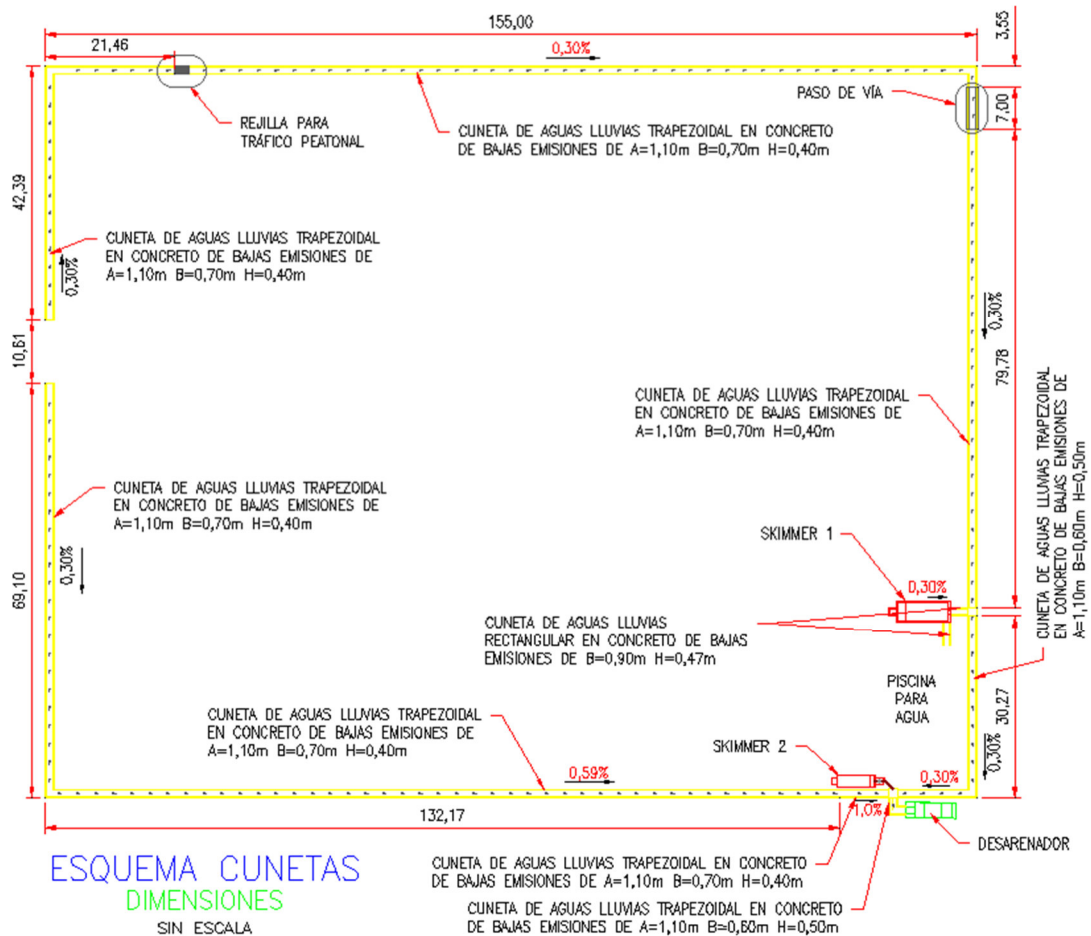 155,00
3,55
21,46
0,30%
PASO DE VÍA
7,00
REJILLA PARA
TRÁFICO PEATONAL
CUNETA DE AGUAS LLUVIAS TRAPEZOIDAL EN CONCRETO
DE BAJAS EMISIONES DE A=1,10m B=0,70m H=0,40m
42,39
CUNETA DE AGUAS LLUVIAS TRAPEZOIDAL
EN CONCRETO DE BAJAS EMISIONES DE
A=1,10m B=0,70m H=0,40m
0,30%
0,30%
10,61
79,78
CUNETA DE AGUAS LLUVIAS TRAPEZOIDAL
EN CONCRETO DE BAJAS EMISIONES DE
A=1,10m B=0,70m H=0,40m
CUNETA DE AGUAS LLUVIAS TRAPEZOIDAL
EN CONCRETO DE BAJAS EMISIONES DE
A=1,10m B=0,60m H=0,50m
CUNETA DE AGUAS LLUVIAS TRAPEZOIDAL
EN CONCRETO DE BAJAS EMISIONES DE
A=1,10m B=0,70m H=0,40m
SKIMMER 1
0,30%
69,10
0,30%
CUNETA DE AGUAS LLUVIAS
RECTANGULAR EN CONCRETO DE BAJAS
EMISIONES DE B=0,90m H=0,47m
PISCINA
PARA
AGUA
30,27
CUNETA DE AGUAS LLUVIAS TRAPEZOIDAL
EN CONCRETO DE BAJAS EMISIONES DE
A=1,10m B=0,70m H=0,40m
SKIMMER 2
0,30%
0,59%
0,30%
1,0%
132,17
DESARENADOR
ESQUEMA CUNETAS
DIMENSIONES
SIN ESCALA
CUNETA DE AGUAS LLUVIAS TRAPEZOIDAL EN CONCRETO
DE BAJAS EMISIONES DE A=1,10m B=0,70m H=0,40m
CUNETA DE AGUAS LLUVIAS TRAPEZOIDAL EN CONCRETO
DE BAJAS EMISIONES DE A=1,10m B=0,60m H=0,50m